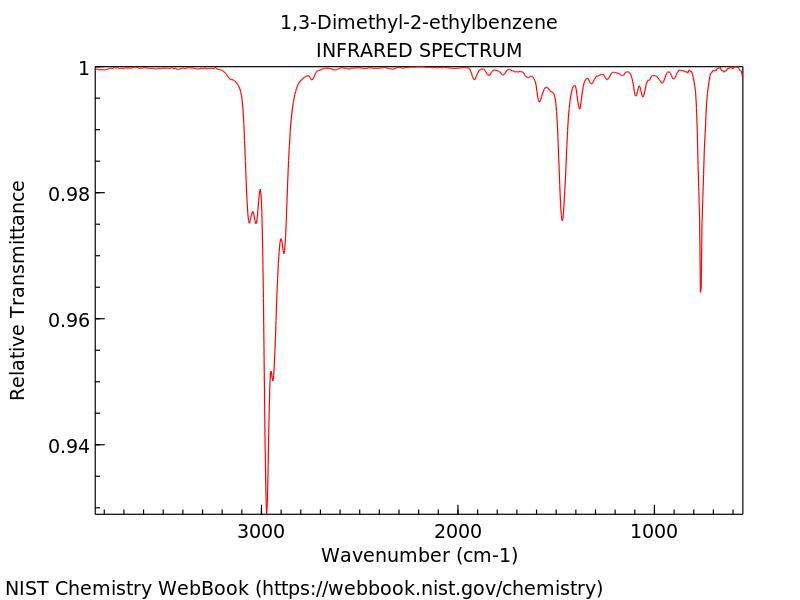 1,3-Dimethyl-2-ethylbenzene
INFRARED SPECTRUM
1
0.98
0.96
0.94
Relative Transmittance
3000 2000 1000
Wavenumber (cm-1)
NIST Chemistry WebBook (https://webbook.nist.gov/chemistry)